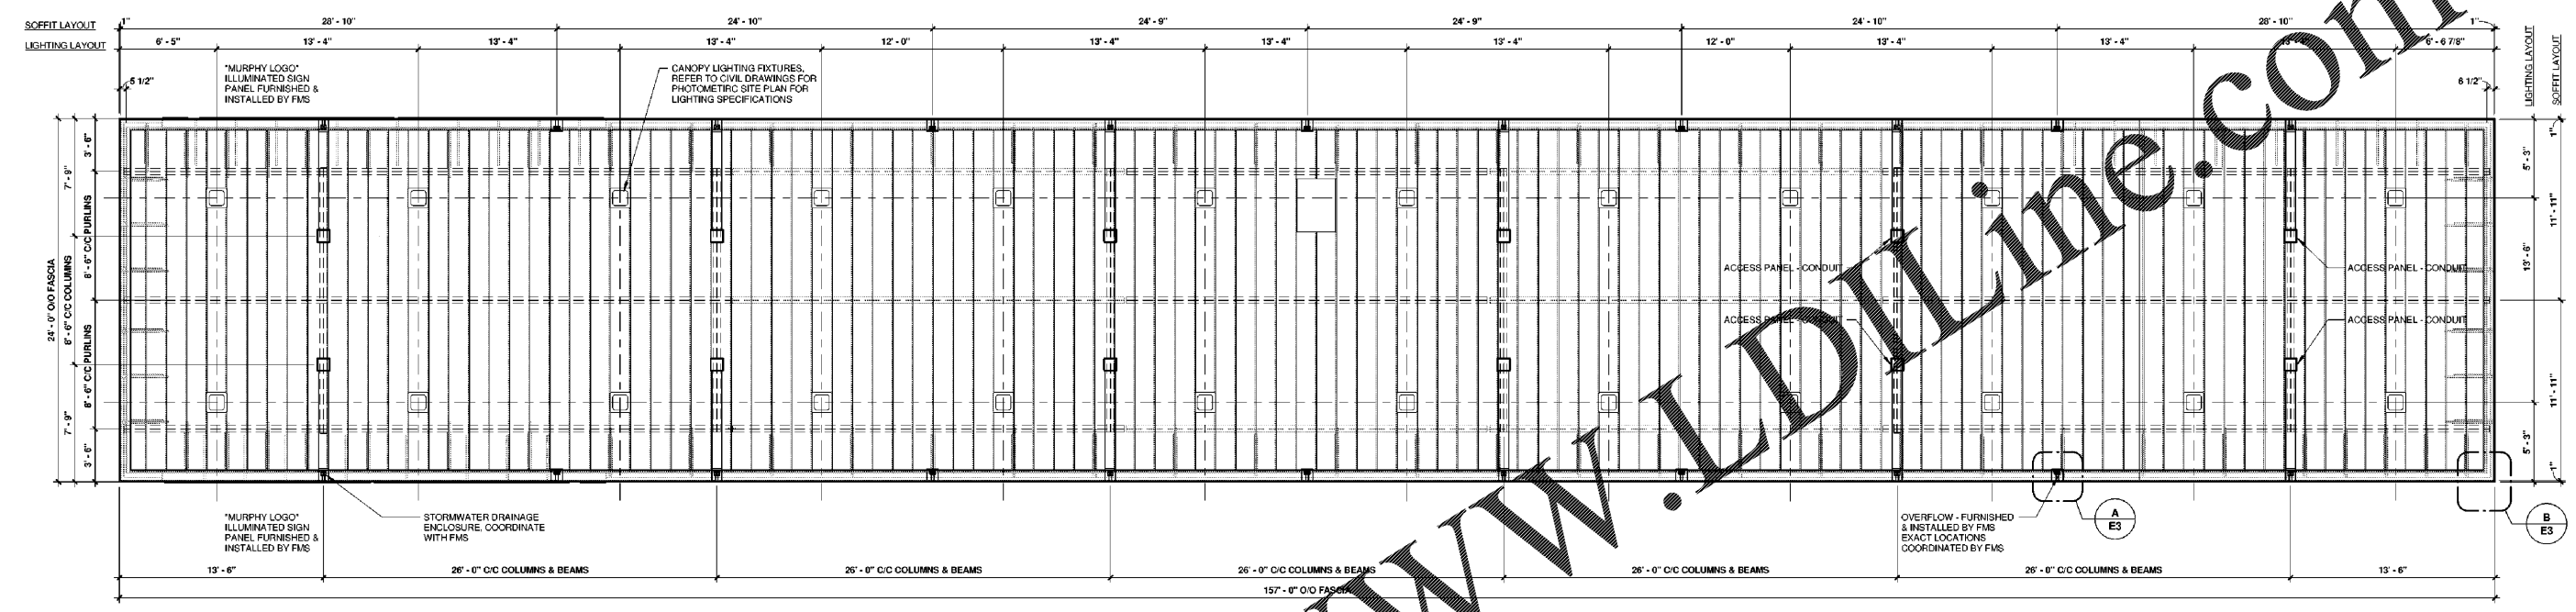 SOFFIT LAYOUT
1" 28' - 10" 24' - 10" 24' - 9" 24' - 9" 24' - 10" 28' - 10" 1"
LIGHTING LAYOUT
6' - 5" 13' - 4" 13' - 4" 13' - 4" 12' - 0" 13' - 4" 13' - 4" 13' - 4" 12' - 0" 13' - 4" 13' - 4" 6' - 6 7/8"
LIGHTING LAYOUT
SOFFIT LAYOUT
5 1/2"
"MURPHY LOGO"
ILLUMINATED SIGN
PANEL FURNISHED &
INSTALLED BY FMS
CANOPY LIGHTING FIXTURES,
REFER TO CIVIL DRAWINGS FOR
PHOTOMETIRC SITE PLAN FOR
LIGHTING SPECIFICATIONS
6 1/2"
24' - 0" O/O FASCIA
7' - 9"
8' - 6" C/C COLUMNS
7' - 9"
3' - 6"
8' - 6" C/C PURLINS
8' - 6" C/C PURLINS
3' - 6"
ACCESS PANEL - CONDUIT
ACCESS PANEL - CONDUIT
ACCESS PANEL - CONDUIT
ACCESS PANEL - CONDUIT
5' - 3"
13' - 6"
5' - 3"
1"
11' - 11"
11' - 11"
1"
"MURPHY LOGO"
ILLUMINATED SIGN
PANEL FURNISHED &
INSTALLED BY FMS
STORMWATER DRAINAGE
ENCLOSURE, COORDINATE
WITH FMS
OVERFLOW - FURNISHED
& INSTALLED BY FMS
EXACT LOCATIONS
COORDINATED BY FMS
A
E3
B
E3
13' - 6" 26' - 0" C/C COLUMNS & BEAMS 26' - 0" C/C COLUMNS & BEAMS 26' - 0" C/C COLUMNS & BEAMS 26' - 0" C/C COLUMNS & BEAMS 26' - 0" C/C COLUMNS & BEAMS 13' - 6"
157' - 0" O/O FASCIA
www.LDILine.com